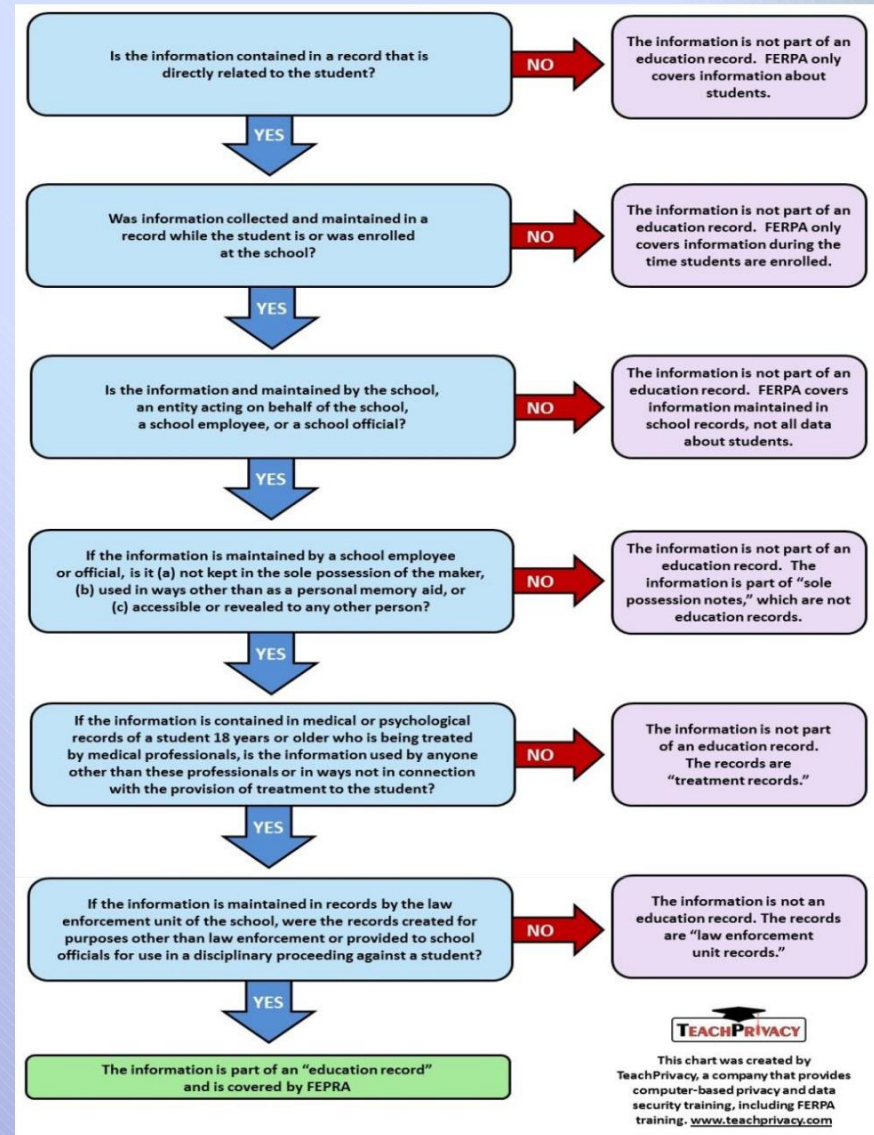 Is the information contained in a record that is
directly related to the student?
NO
The information is not part of an
education record. FERPA only
covers information about
students.
YES
Was information collected and maintained in a
record while the student is or was enrolled
at the school?
NO
The information is not part of an
education record. FERPA only
covers information during the
time students are enrolled.
YES
Is the information and maintained by the school,
an entity acting on behalf of the school,
a school employee, or a school official?
NO
The information is not part of an
education record. FERPA covers
information maintained in
school records, not all data
about students.
YES
If the information is maintained by a school employee
or official, is it (a) not kept in the sole possession of the maker,
(b) used in ways other than as a personal memory aid, or
(c) accessible or revealed to any other person?
NO
The information is not part of an
education record. The
information is part of “sole
possession notes,” which are not
education records.
YES
If the information is contained in medical or psychological
records of a student 18 years or older who is being treated
by medical professionals, is the information used by anyone
other than these professionals or in ways not in connection
with the provision of treatment to the student?
NO
The information is not part
of an education record.
The records are
“treatment records.”
YES
If the information is maintained in records by the law
enforcement unit of the school, were the records created for
purposes other than law enforcement or provided to school
officials for use in a disciplinary proceeding against a student?
NO
The information is not an
education record. The records
are “law enforcement
unit records.”
YES
The information is part of an “education record”
and is covered by FEPRA
TEACHPRIVACY
This chart was created by
TeachPrivacy, a company that provides
computer-based privacy and data
security training, including FERPA
training. www.teachprivacy.com